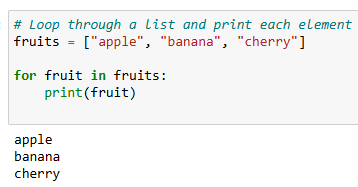 # Loop through a list and print each element
fruits = ["apple", "banana", "cherry"]

for fruit in fruits:
    print(fruit)

apple
banana
cherry